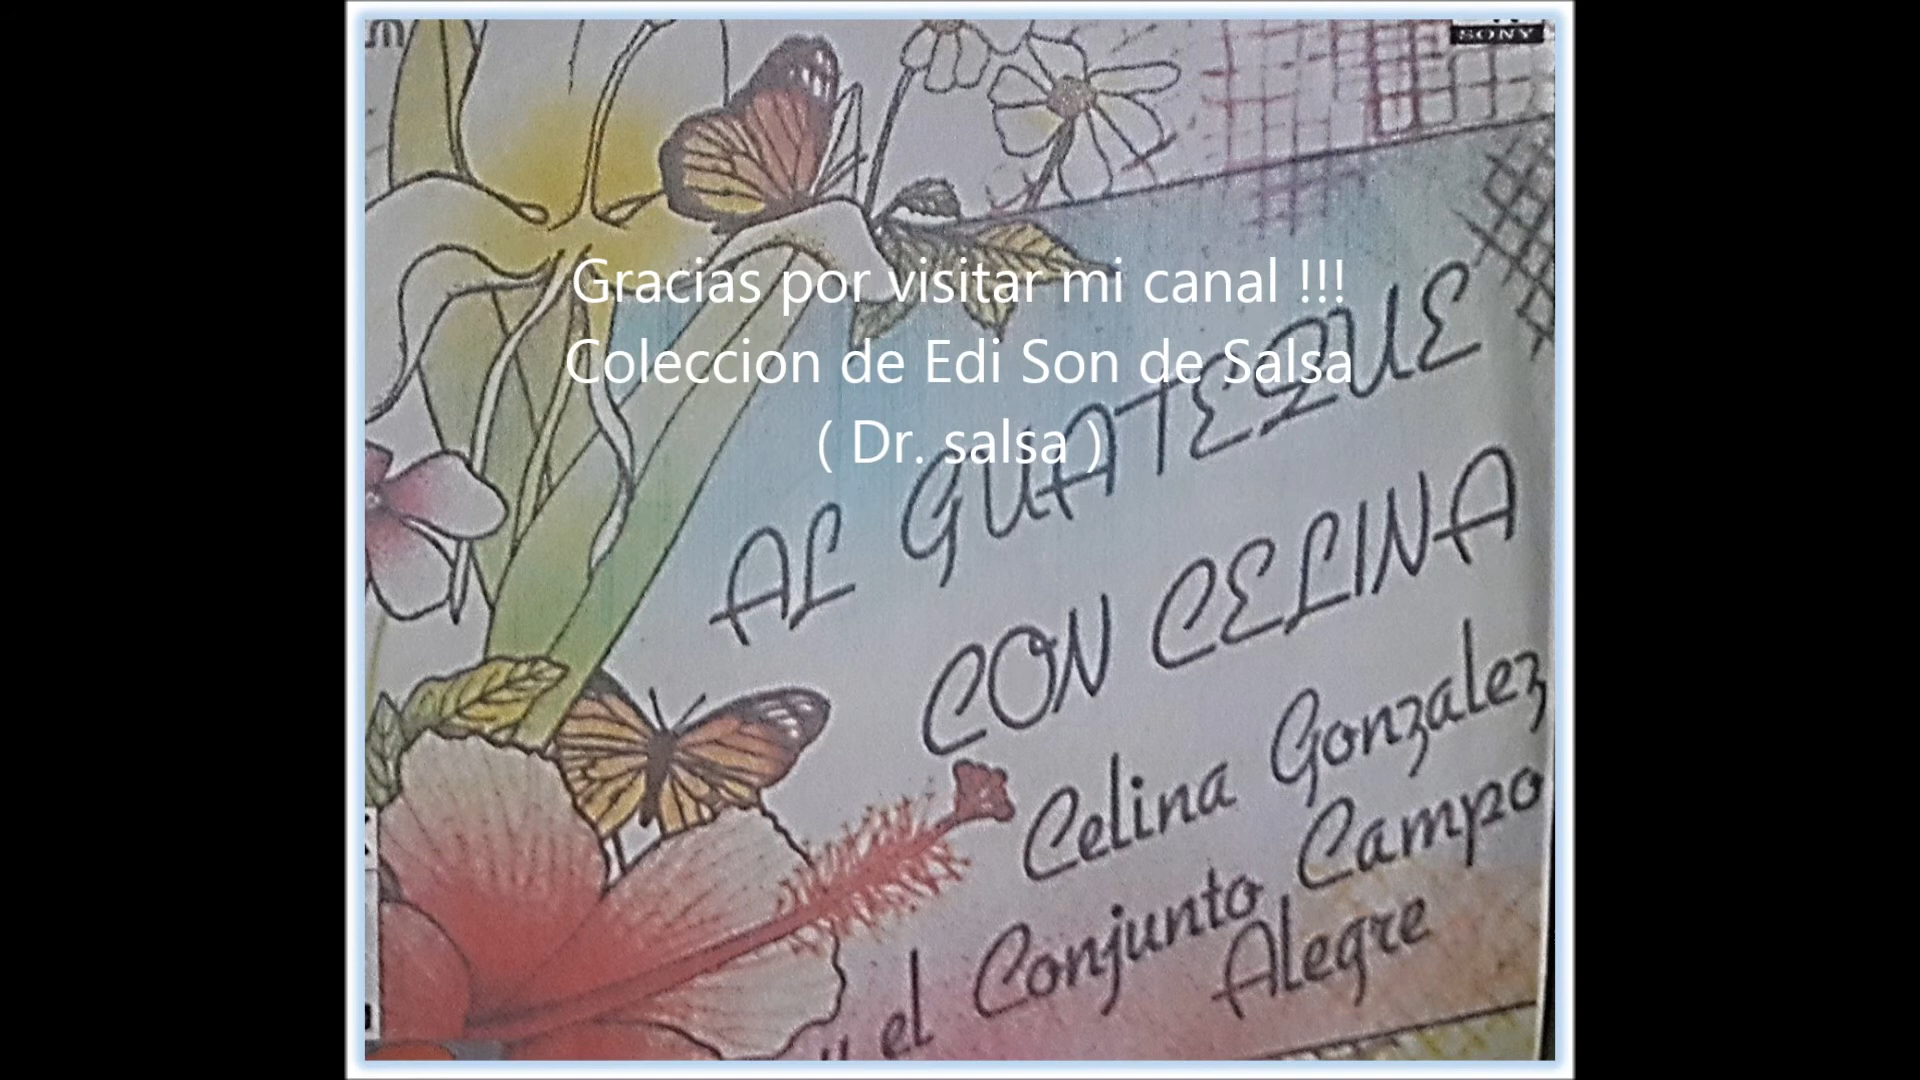 SONY
Gracias por visitar mi canal !!!
Coleccion de Edi Son de Salsa
( Dr. salsa )
AL GUATEQUE
CON CELINA
Celina Gonzalez
y el Conjunto Campo
Alegre